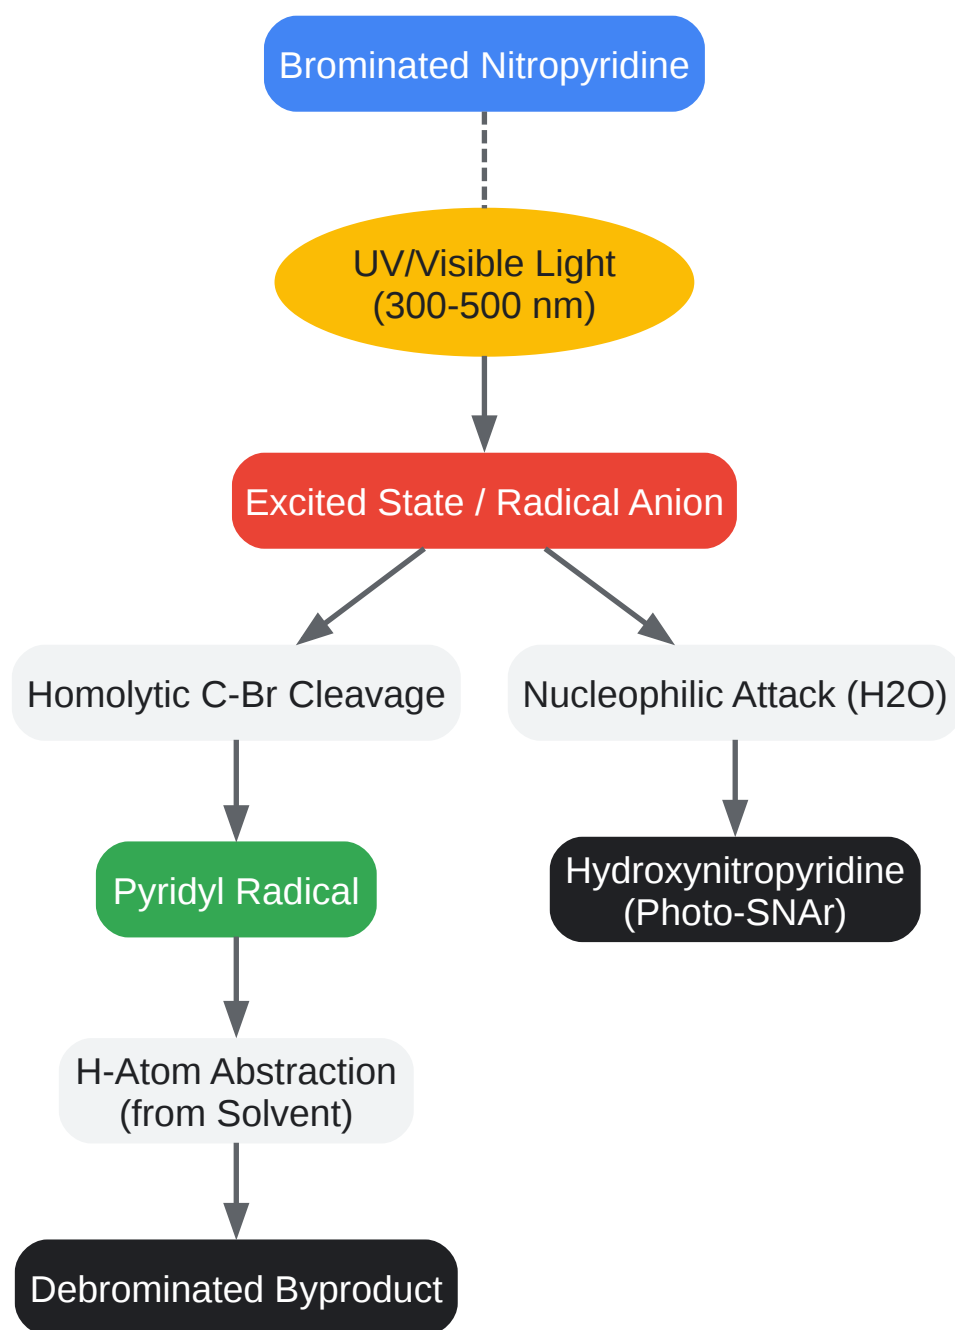 Brominated Nitropyridine
UV/Visible Light
(300-500 nm)
Excited State / Radical Anion
Homolytic C-Br Cleavage
Nucleophilic Attack (H2O)
Pyridyl Radical
Hydroxynitropyridine
(Photo-SNAr)
H-Atom Abstraction
(from Solvent)
Debrominated Byproduct